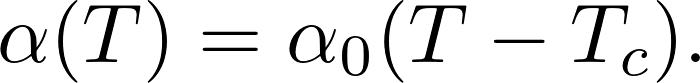 α(T) = α₀(T − T_c).